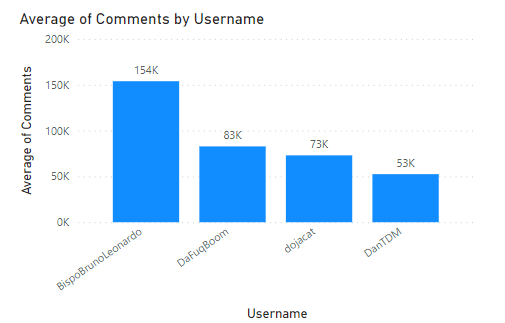 Average of Comments by Username
200K
150K
100K
50K
0K
Average of Comments
154K
83K
73K
53K
BispoBrunoLeonardo
DaFuqBoom
dojacat
DanTDM
Username